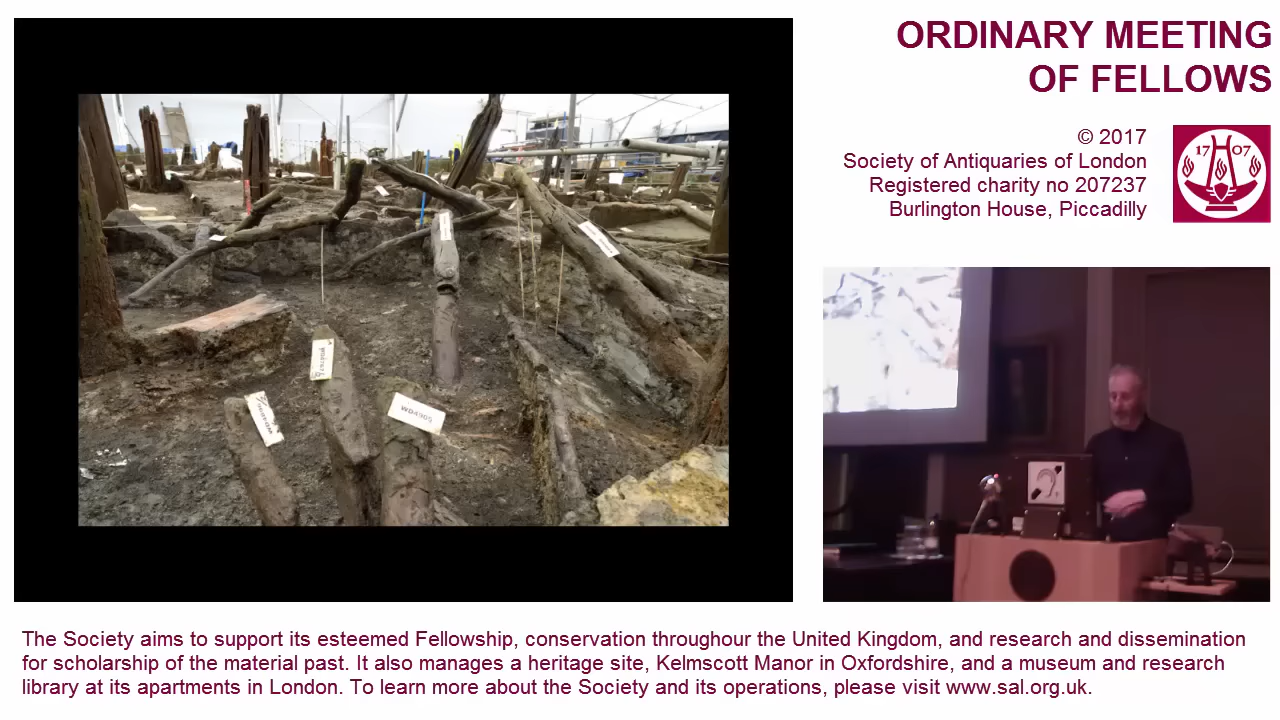 ORDINARY MEETING
OF FELLOWS
© 2017
Society of Antiquaries of London
Registered charity no 207237
Burlington House, Piccadilly
1707
WD4905
The Society aims to support its esteemed Fellowship, conservation throughour the United Kingdom, and research and dissemination
for scholarship of the material past. It also manages a heritage site, Kelmscott Manor in Oxfordshire, and a museum and research
library at its apartments in London. To learn more about the Society and its operations, please visit www.sal.org.uk.